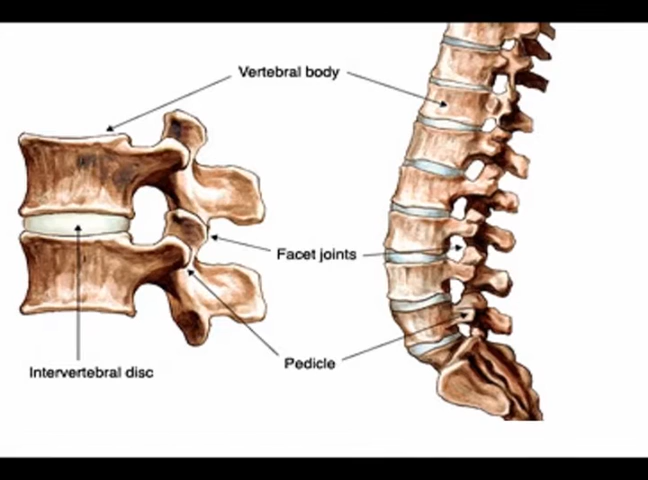 Vertebral body
Facet joints
Pedicle
Intervertebral disc